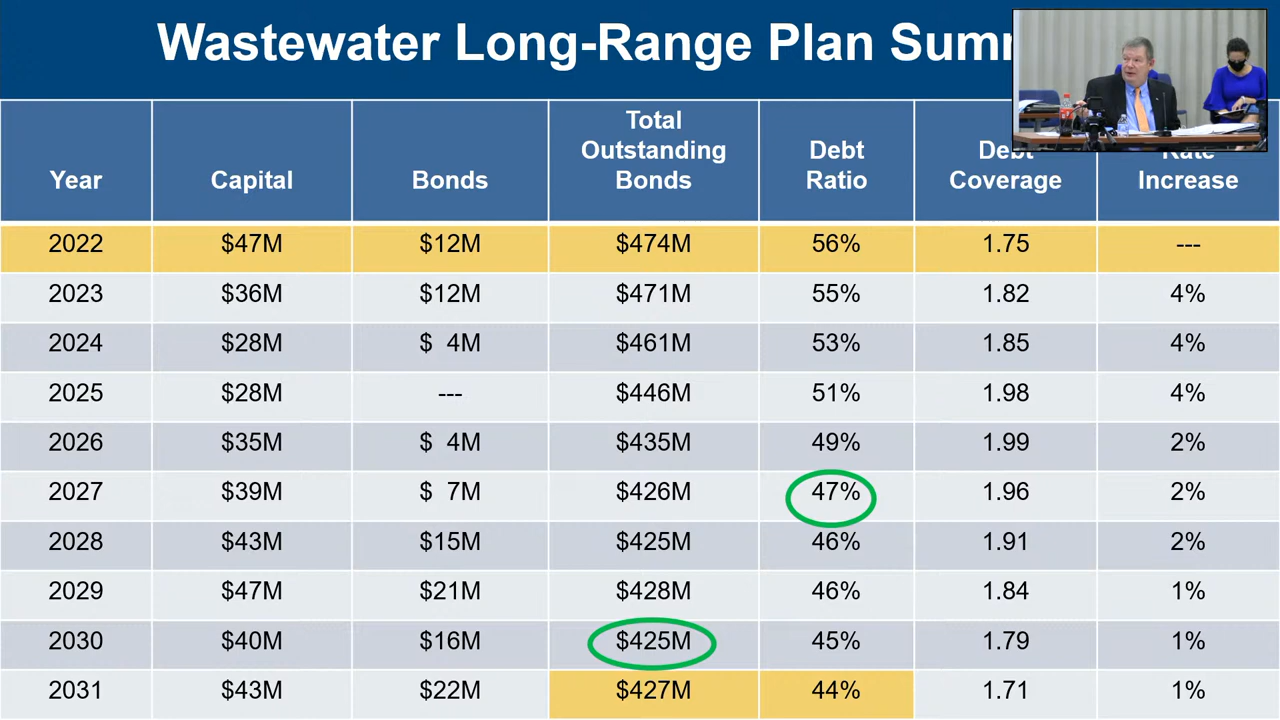 Wastewater Long-Range Plan
Year Capital Bonds Total Outstanding Bonds Debt Ratio Debt Coverage Rate Increase
2022 $47M $12M $474M 56% 1.75 ---
2023 $36M $12M $471M 55% 1.82 4%
2024 $28M $ 4M $461M 53% 1.85 4%
2025 $28M --- $446M 51% 1.98 4%
2026 $35M $ 4M $435M 49% 1.99 2%
2027 $39M $ 7M $426M 47% 1.96 2%
2028 $43M $15M $425M 46% 1.91 2%
2029 $47M $21M $428M 46% 1.84 1%
2030 $40M $16M $425M 45% 1.79 1%
2031 $43M $22M $427M 44% 1.71 1%